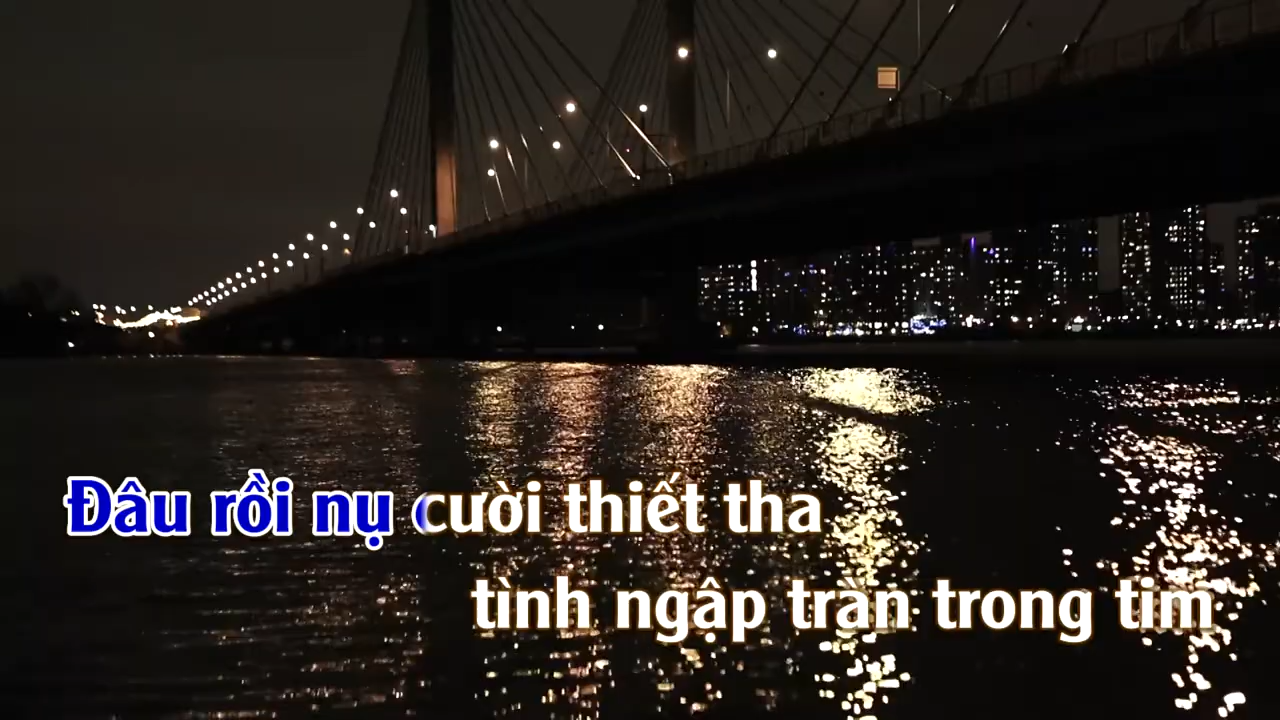 Đâu rồi nụ cười thiết tha
tình ngập tràn trong tim